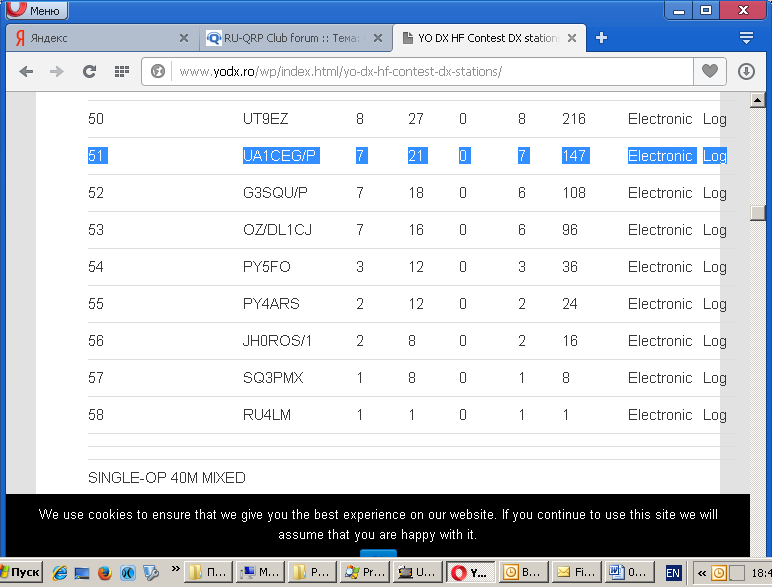 Меню
Яндекс
RU-QRP Club forum :: Тема:
YO DX HF Contest DX station
www.yodx.ro/wp/index.html/yo-dx-hf-contest-dx-stations/
50 UT9EZ 8 27 0 8 216 Electronic Log
51 UA1CEG/P 7 21 0 7 147 Electronic Log
52 G3SQU/P 7 18 0 6 108 Electronic Log
53 OZ/DL1CJ 7 16 0 6 96 Electronic Log
54 PY5FO 3 12 0 3 36 Electronic Log
55 PY4ARS 2 12 0 2 24 Electronic Log
56 JH0ROS/1 2 8 0 2 16 Electronic Log
57 SQ3PMX 1 8 0 1 8 Electronic Log
58 RU4LM 1 1 0 1 1 Electronic Log
SINGLE-OP 40M MIXED
We use cookies to ensure that we give you the best experience on our website. If you continue to use this site we will
assume that you are happy with it.
Пуск » П... М... Р... Pr... U... Y... В... Fi... 0... EN « 18:4